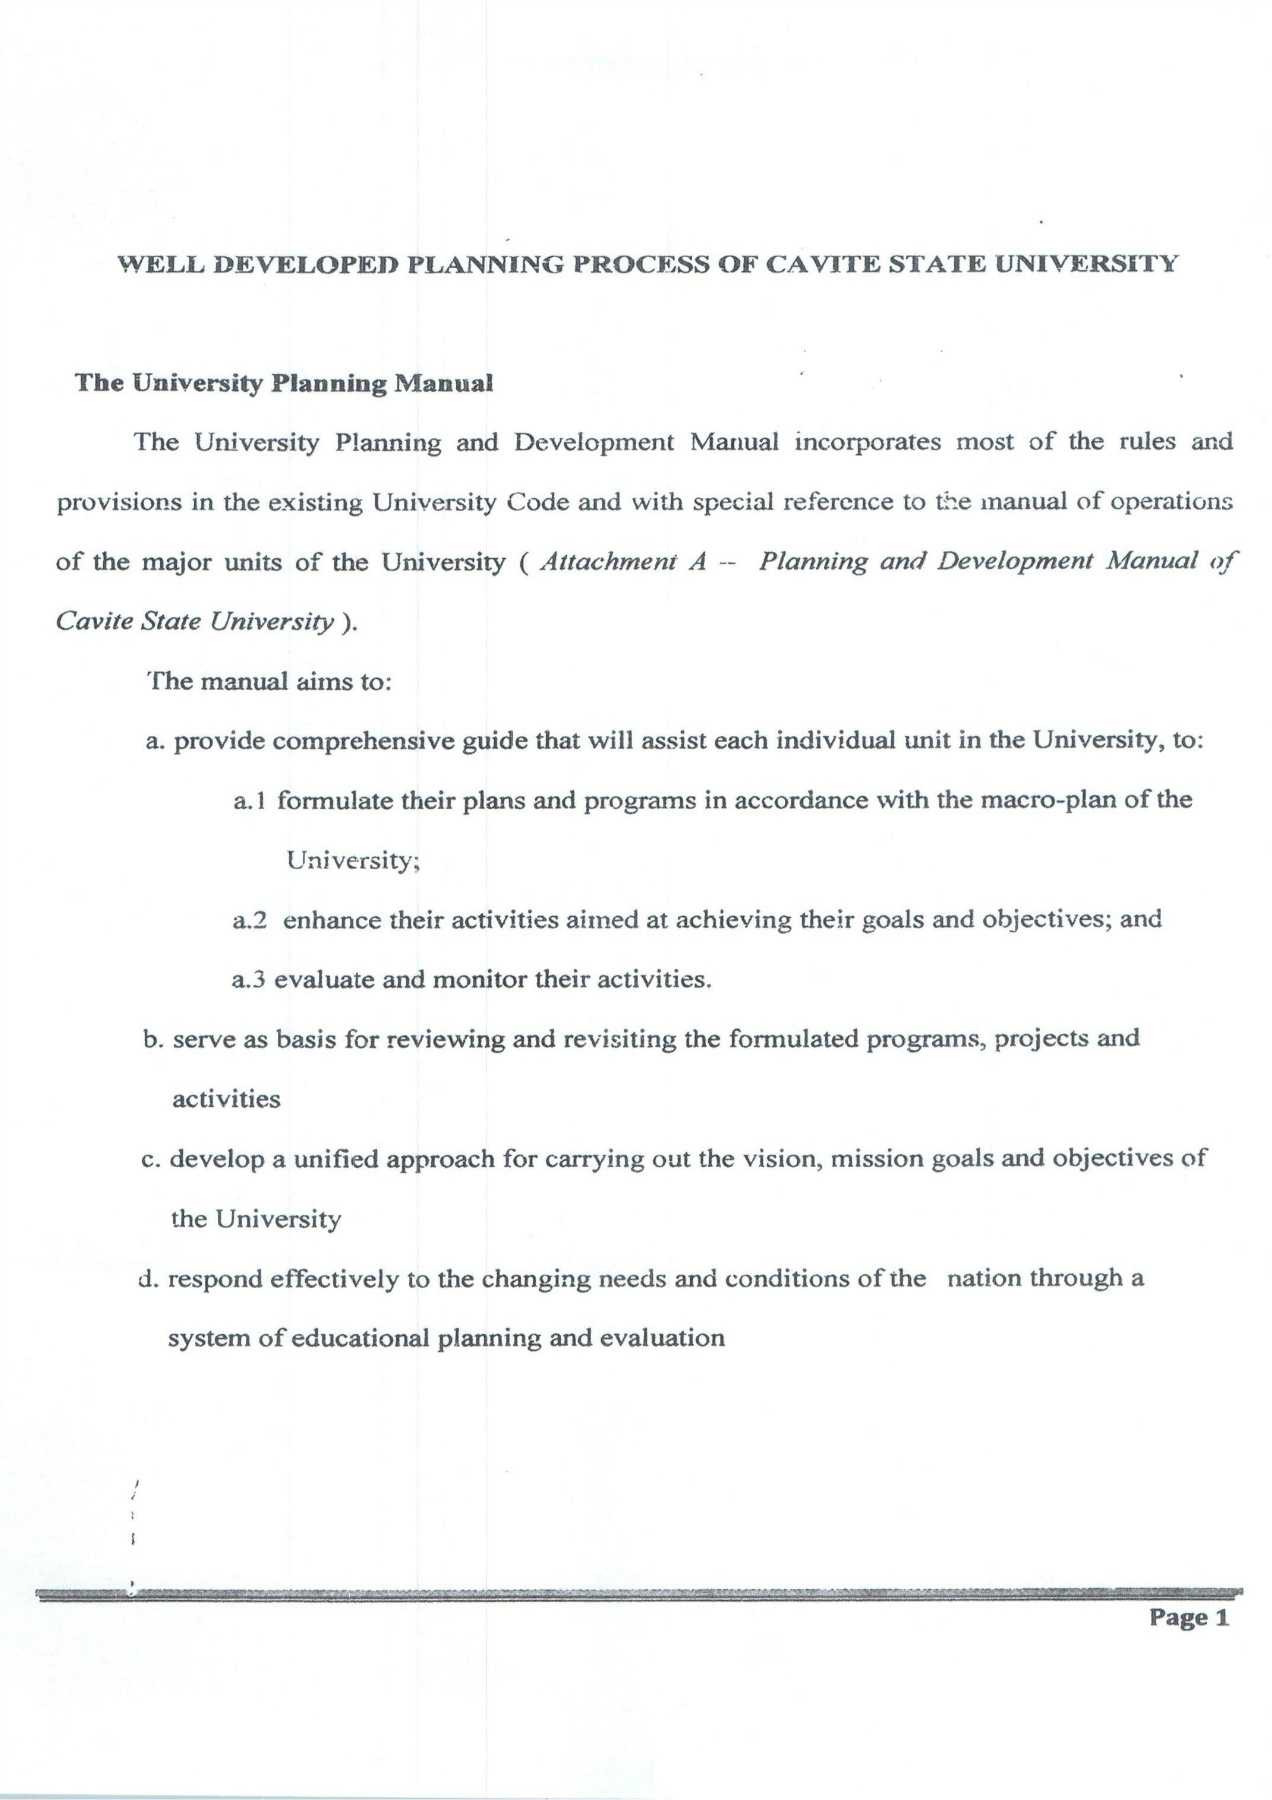 WELL DEVELOPED PLANNING PROCESS OF CAVITE STATE UNIVERSITY
The University Planning Manual
The University Planning and Development Manual incorporates most of the rules and
provisions in the existing University Code and with special reference to the manual of operations
of the major units of the University ( Attachment A -- Planning and Development Manual of
Cavite State University ).
The manual aims to:
a. provide comprehensive guide that will assist each individual unit in the University, to:
a.1 formulate their plans and programs in accordance with the macro-plan of the
University;
a.2 enhance their activities aimed at achieving their goals and objectives; and
a.3 evaluate and monitor their activities.
b. serve as basis for reviewing and revisiting the formulated programs, projects and
activities
c. develop a unified approach for carrying out the vision, mission goals and objectives of
the University
d. respond effectively to the changing needs and conditions of the nation through a
system of educational planning and evaluation
Page 1